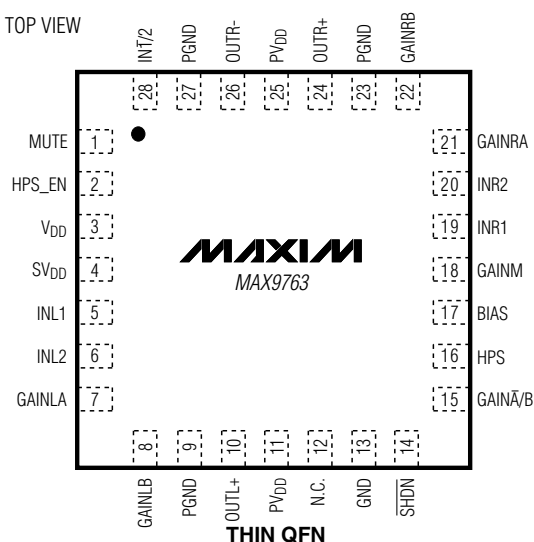 TOP VIEW
IN1̅/2
PGND
OUTR-
PVDD
OUTR+
PGND
GAINRB
28
27
26
25
24
23
22
MUTE 1
HPS_EN 2
VDD 3
SVDD 4
INL1 5
INL2 6
GAINLA 7
21 GAINRA
20 INR2
19 INR1
18 GAINM
17 BIAS
16 HPS
15 GAINA̅/B
MAXIM
MAX9763
8
9
10
11
12
13
14
GAINLB
PGND
OUTL+
PVDD
N.C.
GND
S̅H̅D̅N̅
THIN QFN